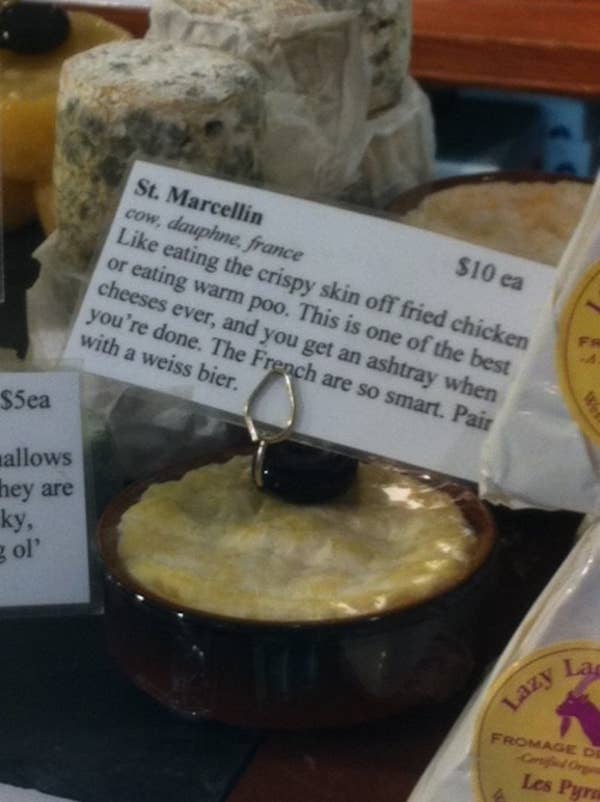 St. Marcellin
$10 ea
cow, dauphne, france
Like eating the crispy skin off fried chicken
or eating warm poo. This is one of the best
cheeses ever, and you get an ashtray when
you're done. The French are so smart. Pair
with a weiss bier.
$5ea
allows
hey are
ky,
ol'
FR
Lazy La
FROMAGE D
-Certified Organ
Les Pyr